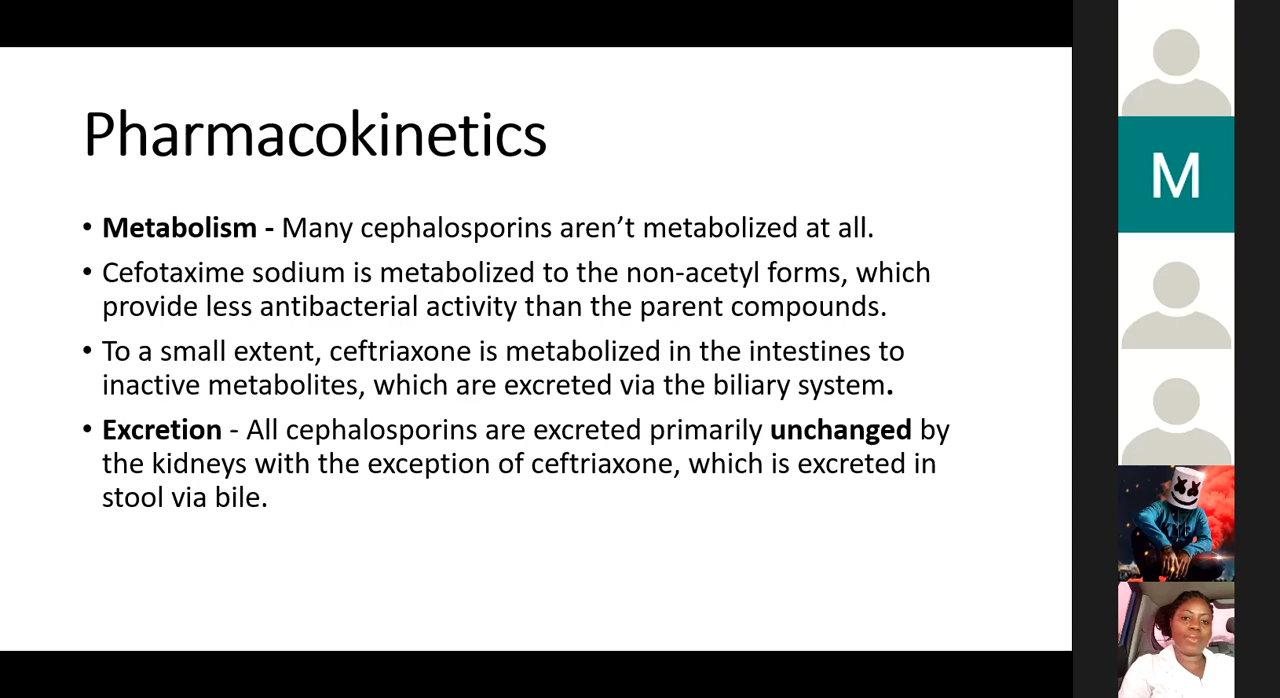 Pharmacokinetics
• Metabolism - Many cephalosporins aren’t metabolized at all.
• Cefotaxime sodium is metabolized to the non-acetyl forms, which
provide less antibacterial activity than the parent compounds.
• To a small extent, ceftriaxone is metabolized in the intestines to
inactive metabolites, which are excreted via the biliary system.
• Excretion - All cephalosporins are excreted primarily unchanged by
the kidneys with the exception of ceftriaxone, which is excreted in
stool via bile.
M